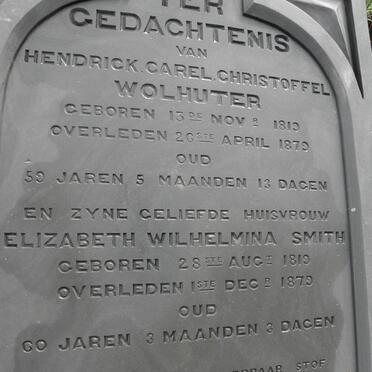 TER
GEDACHTENIS
VAN
HENDRICK. CAREL. CHRISTOFFEL
WOLHUTER
GEBOREN 13DE NOVR 1819
OVERLEDEN 26STE APRIL 1879
OUD
59 JAREN 5 MAANDEN 13 DAGEN
EN ZYNE GELIEFDE HUISVROUW
ELIZABETH WILHELMINA SMITH
GEBOREN 28STE AUGT 1819
OVERLEDEN 1STE DECR 1879
OUD
60 JAREN 3 MAANDEN 3 DAGEN
STOF